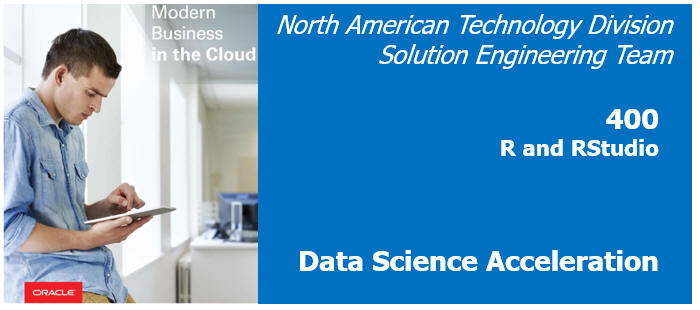 Modern
Business
in the Cloud
North American Technology Division
Solution Engineering Team
400
R and RStudio
Data Science Acceleration
ORACLE